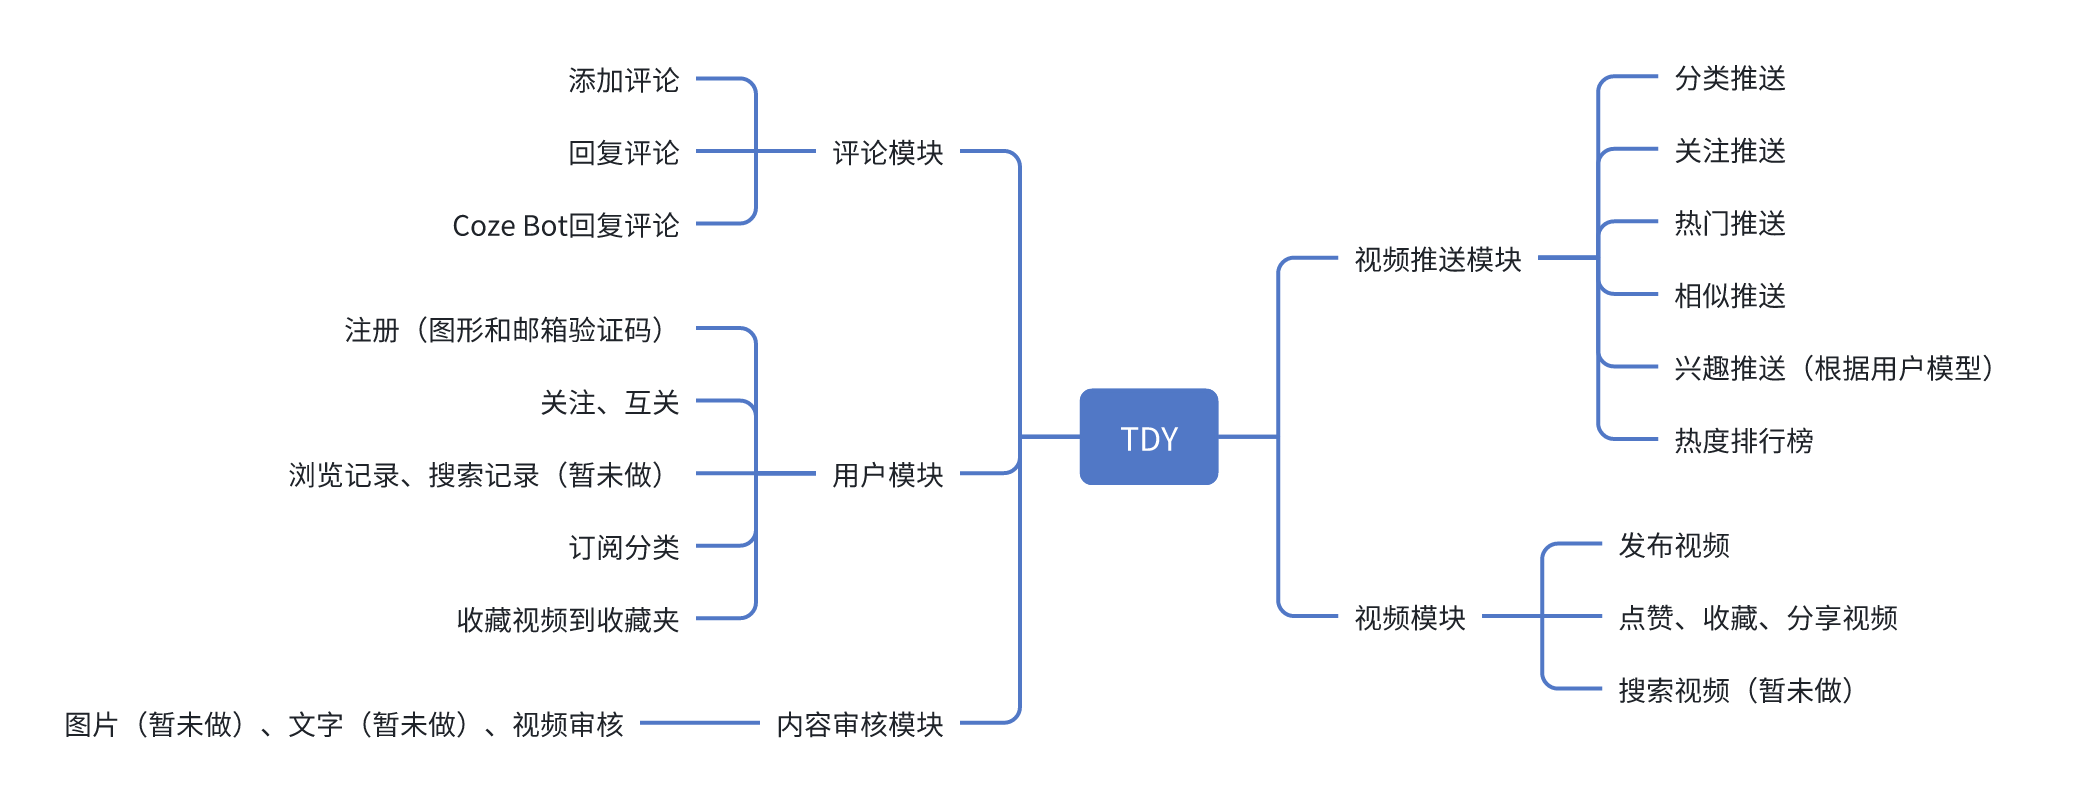 添加评论
回复评论
Coze Bot回复评论
评论模块
注册（图形和邮箱验证码）
关注、互关
浏览记录、搜索记录（暂未做）
订阅分类
收藏视频到收藏夹
用户模块
图片（暂未做）、文字（暂未做）、视频审核
内容审核模块
TDY
视频推送模块
分类推送
关注推送
热门推送
相似推送
兴趣推送（根据用户模型）
热度排行榜
视频模块
发布视频
点赞、收藏、分享视频
搜索视频（暂未做）